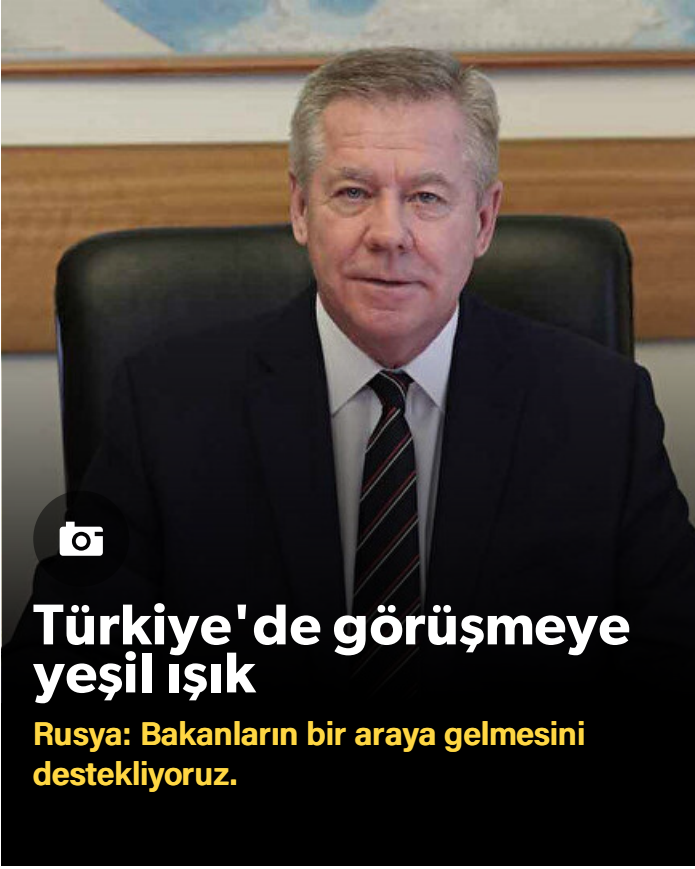 Türkiye'de görüşmeye
yeşil ışık
Rusya: Bakanların bir araya gelmesini
destekliyoruz.